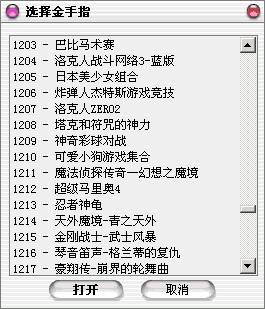 选择金手指
1203 - 巴比马术赛
1204 - 洛克人战斗网络3-蓝版
1205 - 日本美少女组合
1206 - 炸弹人杰特斯游戏竞技
1207 - 洛克人ZERO2
1208 - 塔克和符咒的神力
1209 - 神奇彩球对战
1210 - 可爱小狗游戏集合
1211 - 魔法侦探传奇一幻想之魔境
1212 - 超级马里奥4
1213 - 忍者神龟
1214 - 天外魔境-青之天外
1215 - 金刚战士-武士风暴
1216 - 琴音笛声-格兰蒂的复仇
1217 - 豪翔传-崩界的轮舞曲
打开
取消